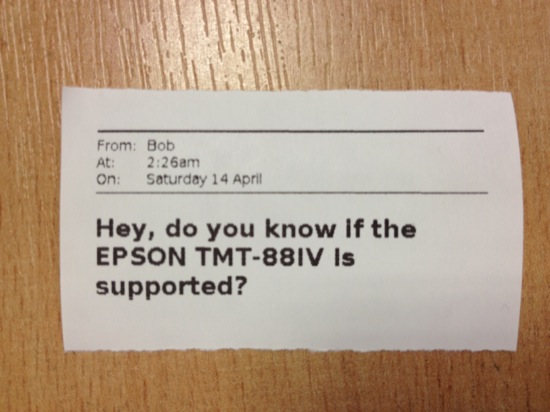 From: Bob
At: 2:26am
On: Saturday 14 April
Hey, do you know if the
EPSON TMT-88IV is
supported?